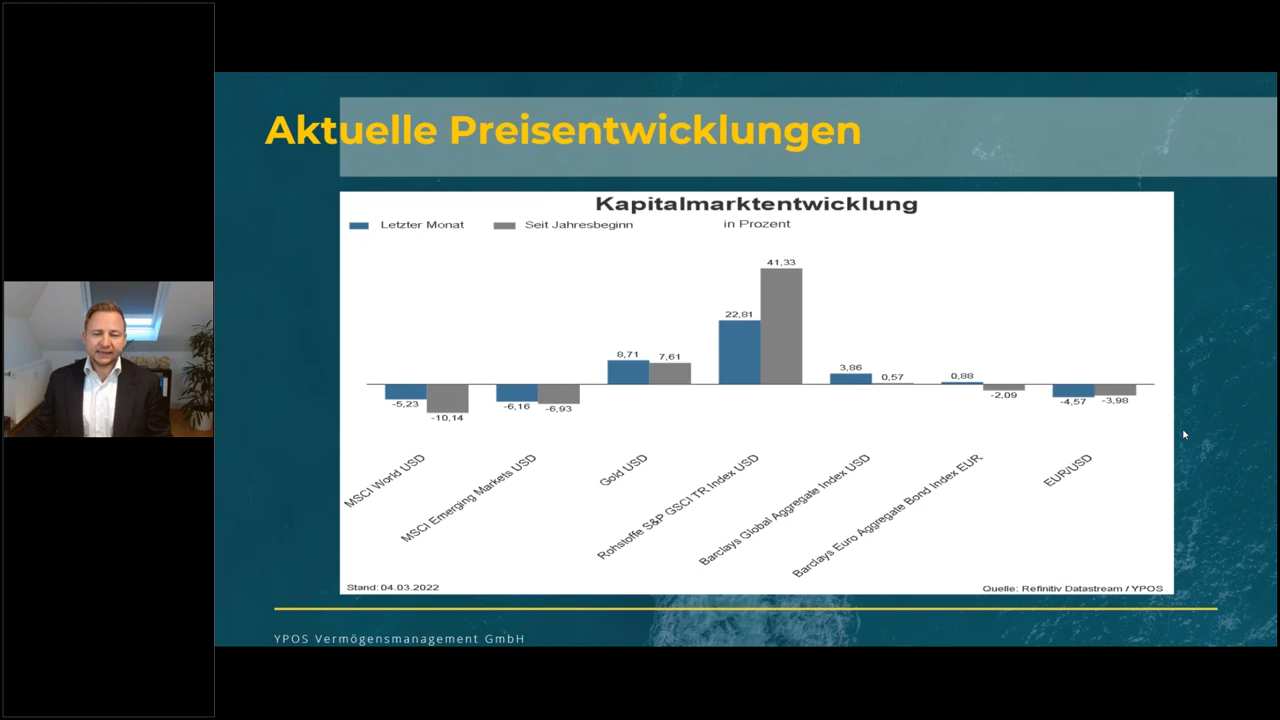 Aktuelle Preisentwicklungen
Kapitalmarktentwicklung
in Prozent
Letzter Monat
Seit Jahresbeginn
-5,23
-10,14
-6,16
-6,93
8,71
7,61
22,81
41,33
3,86
0,57
0,88
-2,09
-4,57
-3,98
MSCI World USD
MSCI Emerging Markets USD
Gold USD
Rohstoffe S&P GSCI TR Index USD
Barclays Global Aggregate Index USD
Barclays Euro Aggregate Bond Index EUR
EUR/USD
Stand: 04.03.2022
Quelle: Refinitiv Datastream / YPOS
YPOS Vermögensmanagement GmbH